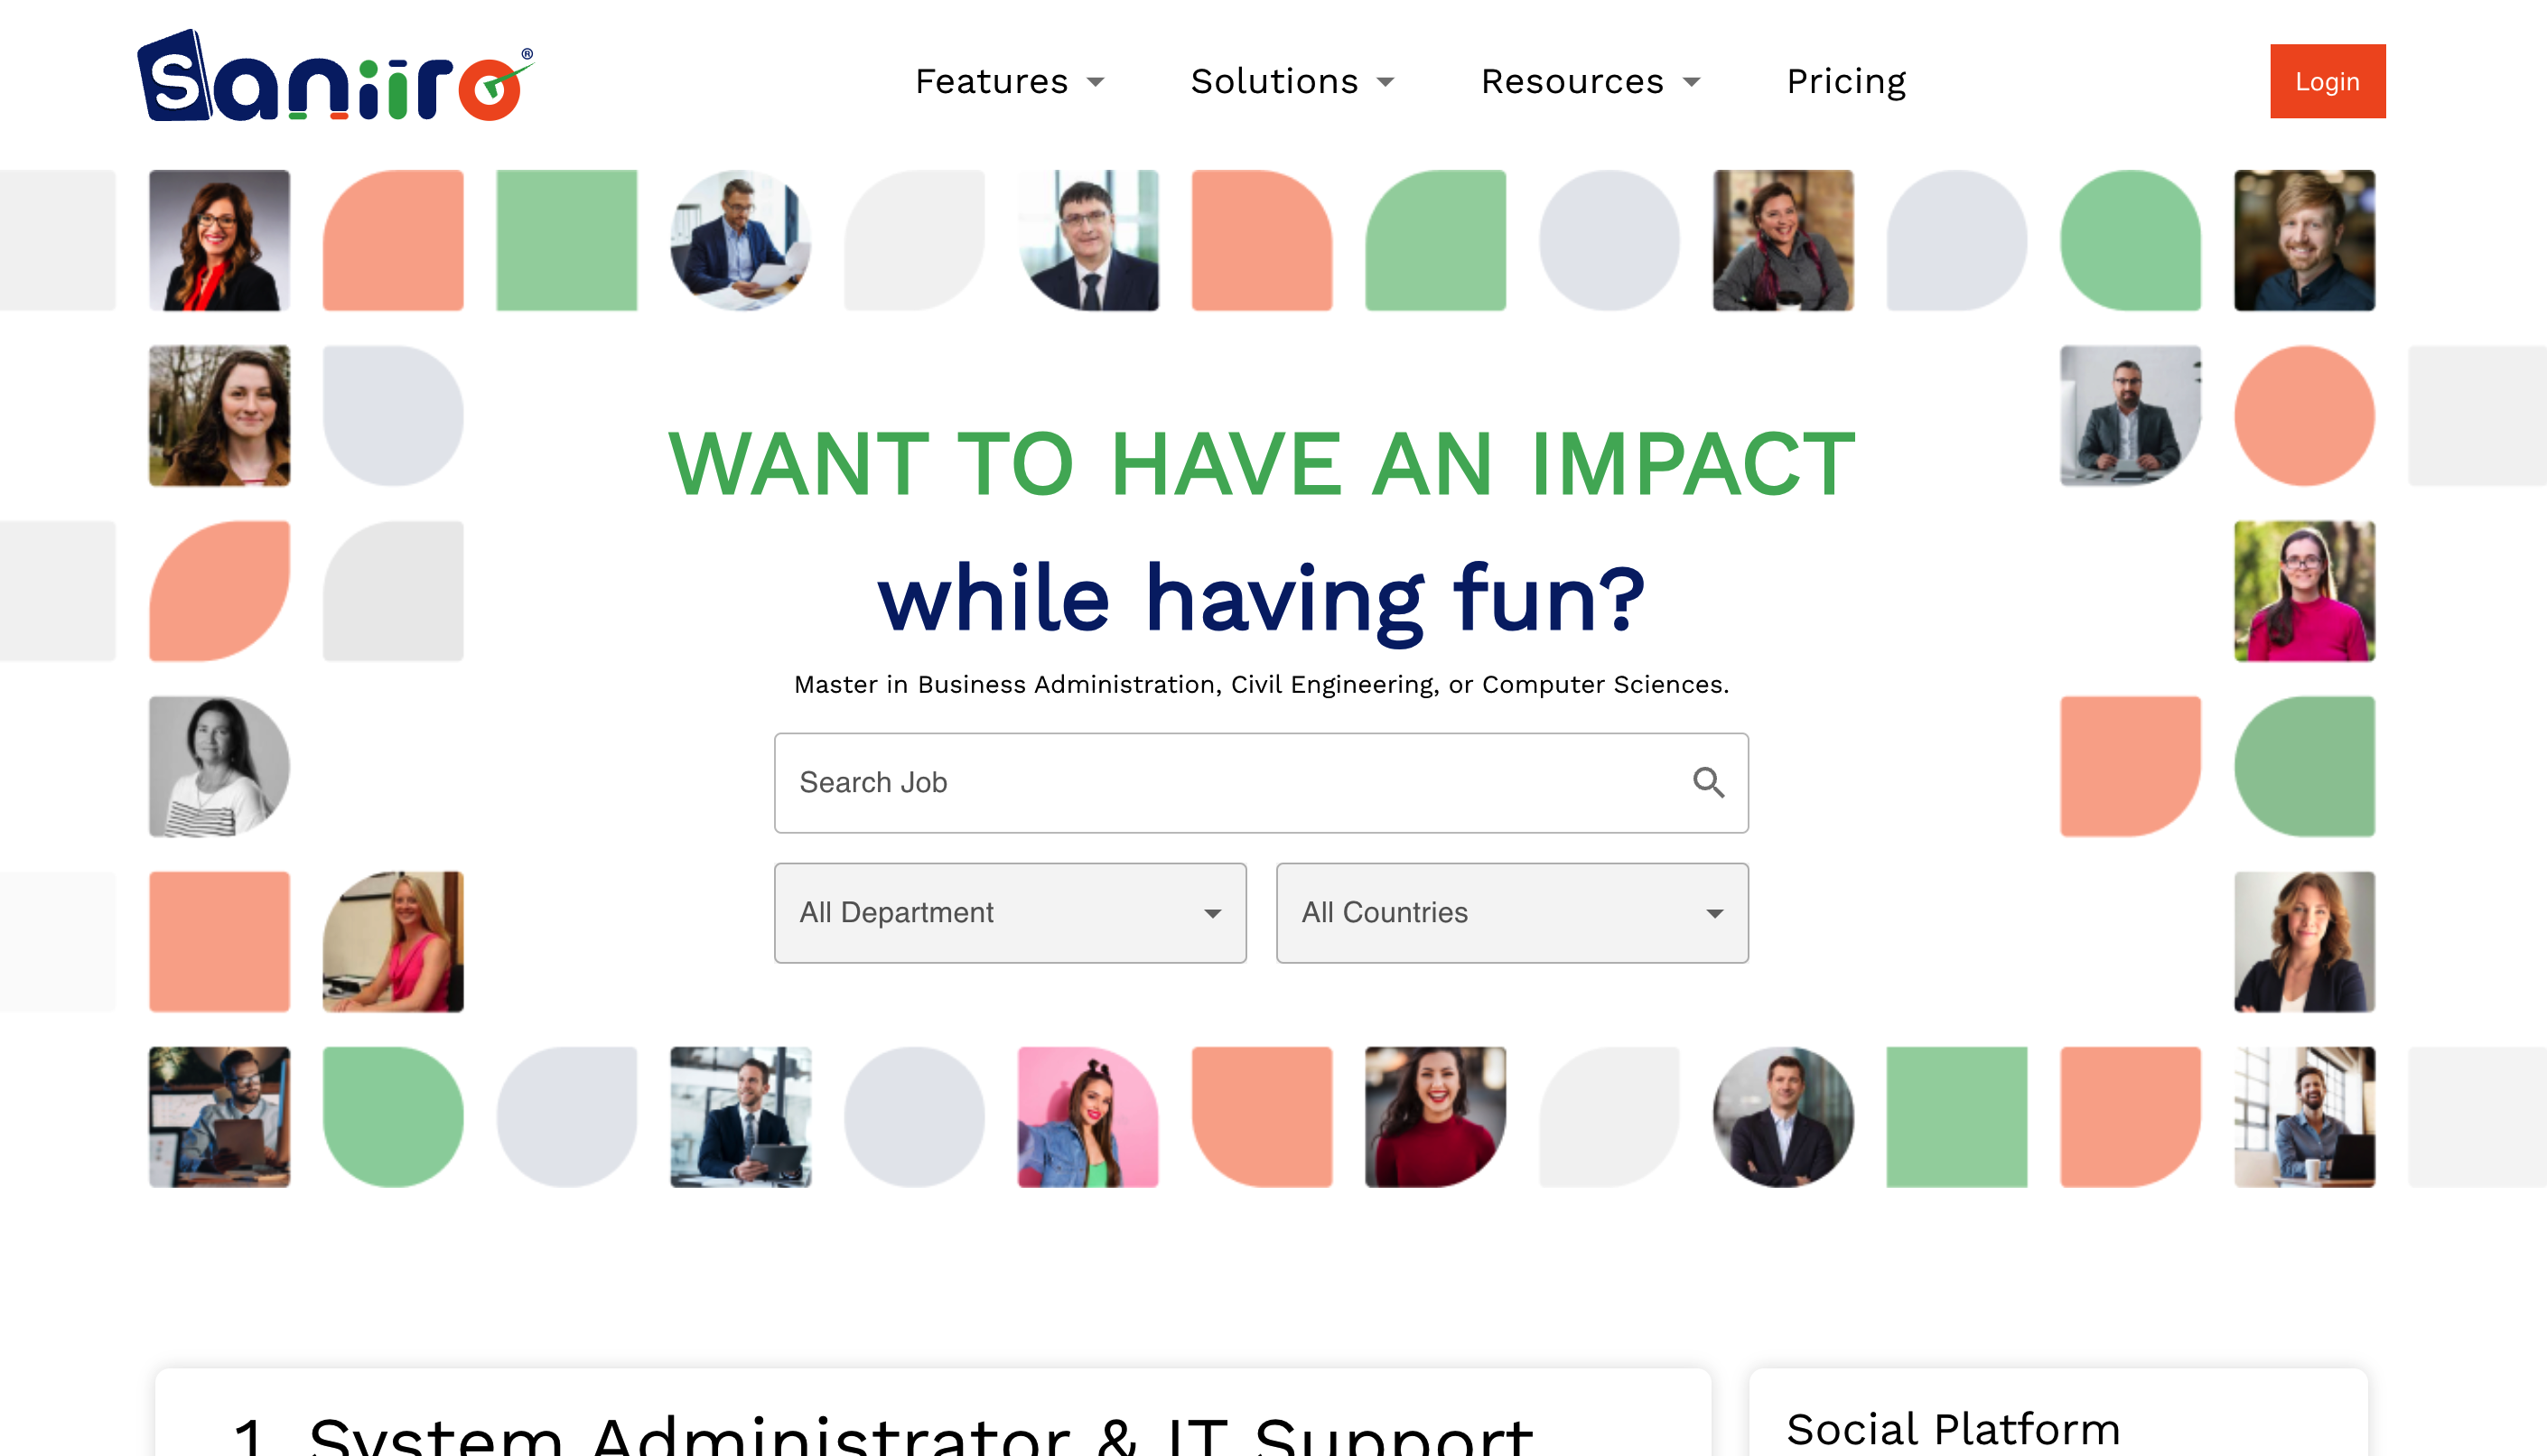 Saniiro®
Features
Solutions
Resources
Pricing
Login
WANT TO HAVE AN IMPACT
while having fun?
Master in Business Administration, Civil Engineering, or Computer Sciences.
Search Job
All Department
All Countries
1. System Administrator & IT Support
Social Platform